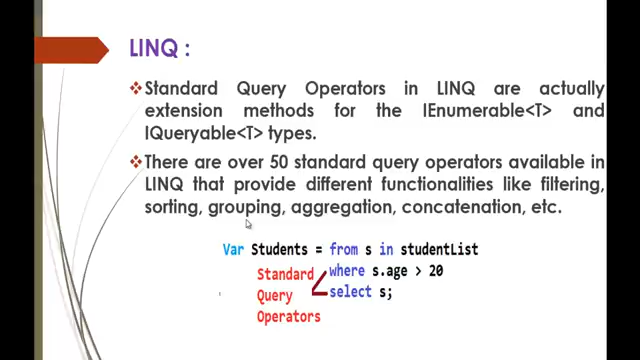 LINQ :
Standard Query Operators in LINQ are actually
extension methods for the IEnumerable<T> and
IQueryable<T> types.
There are over 50 standard query operators available in
LINQ that provide different functionalities like filtering,
sorting, grouping, aggregation, concatenation, etc.
Var Students = from s in studentList
Standard where s.age > 20
Query select s;
Operators